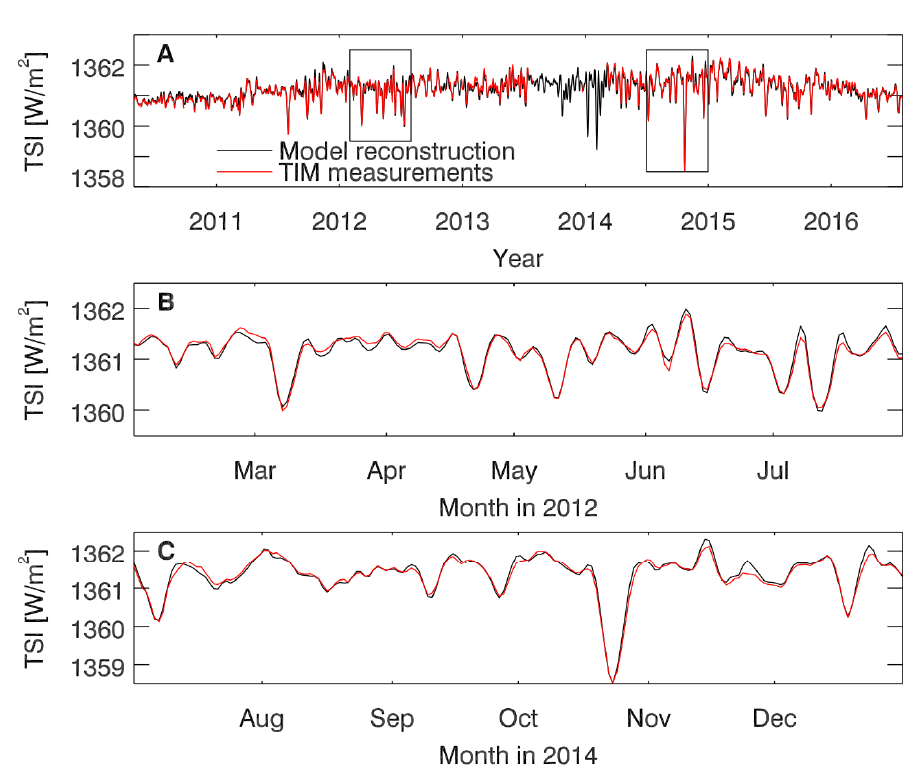 A
TSI [W/m²]
1362
1360
1358
Model reconstruction
TIM measurements
2011 2012 2013 2014 2015 2016
Year
B
TSI [W/m²]
1362
1361
1360
Mar Apr May Jun Jul
Month in 2012
C
TSI [W/m²]
1362
1361
1360
1359
Aug Sep Oct Nov Dec
Month in 2014